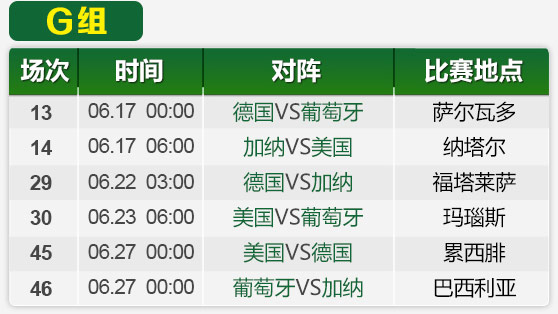 G组
场次 时间 对阵 比赛地点
13 06.17 00:00 德国VS葡萄牙 萨尔瓦多
14 06.17 06:00 加纳VS美国 纳塔尔
29 06.22 03:00 德国VS加纳 福塔莱萨
30 06.23 06:00 美国VS葡萄牙 玛瑙斯
45 06.27 00:00 美国VS德国 累西腓
46 06.27 00:00 葡萄牙VS加纳 巴西利亚